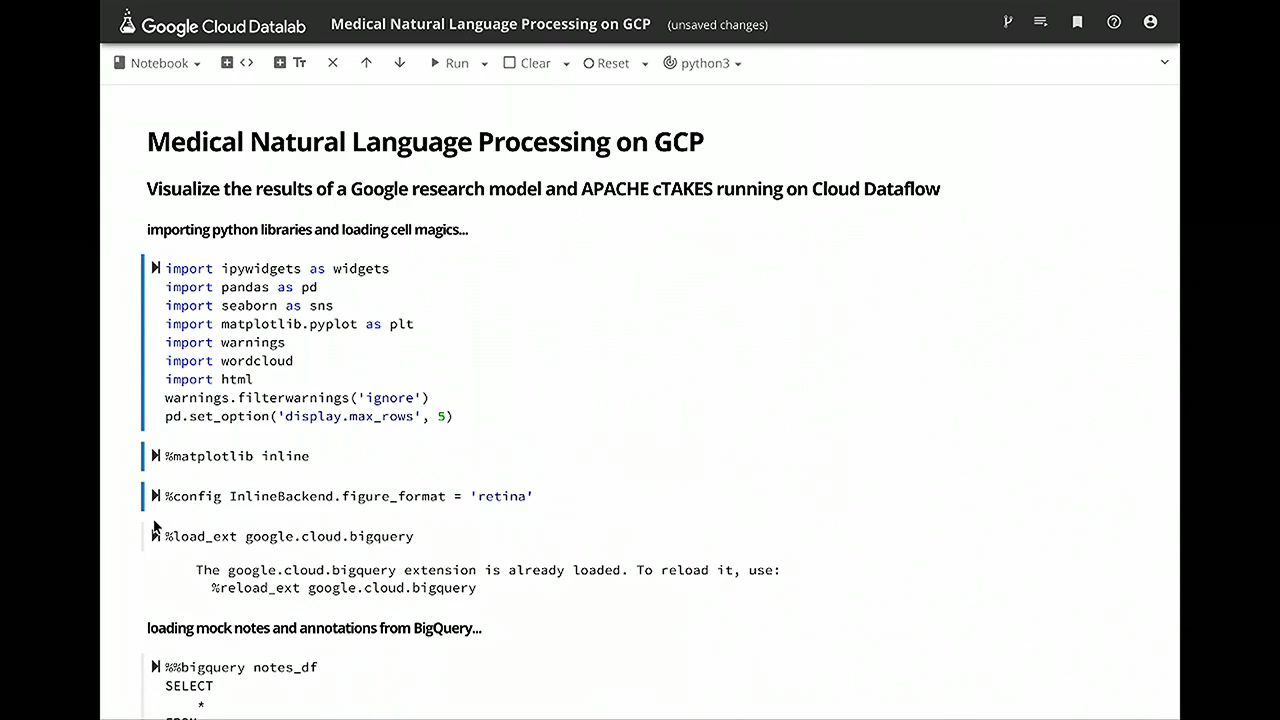 Google Cloud Datalab Medical Natural Language Processing on GCP (unsaved changes)
Notebook <> Tr Run Clear Reset python3
Medical Natural Language Processing on GCP
Visualize the results of a Google research model and APACHE cTAKES running on Cloud Dataflow
importing python libraries and loading cell magics...
import ipywidgets as widgets
import pandas as pd
import seaborn as sns
import matplotlib.pyplot as plt
import warnings
import wordcloud
import html
warnings.filterwarnings('ignore')
pd.set_option('display.max_rows', 5)
%matplotlib inline
%config InlineBackend.figure_format = 'retina'
%load_ext google.cloud.bigquery
The google.cloud.bigquery extension is already loaded. To reload it, use:
%reload_ext google.cloud.bigquery
loading mock notes and annotations from BigQuery...
%%bigquery notes_df
SELECT
*